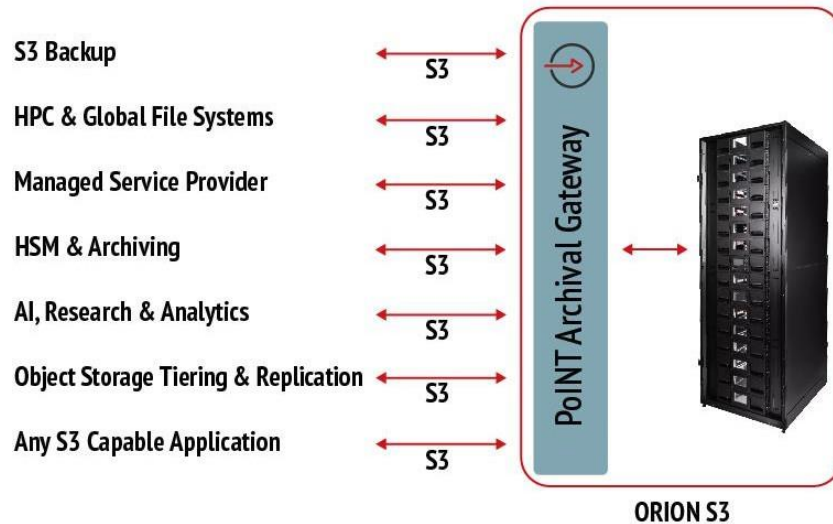 S3 Backup
S3
HPC & Global File Systems
S3
Managed Service Provider
S3
HSM & Archiving
S3
AI, Research & Analytics
S3
Object Storage Tiering & Replication
S3
Any S3 Capable Application
S3
PoINT Archival Gateway
ORION S3